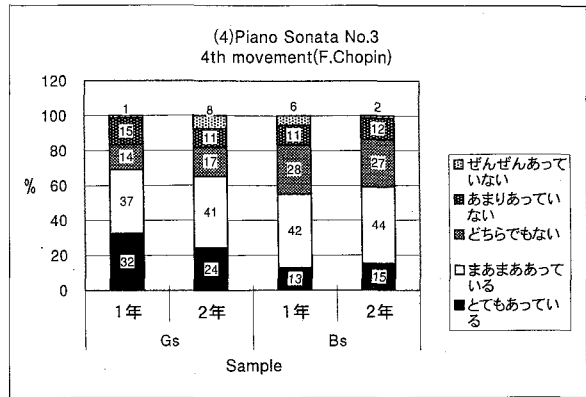 (4)Piano Sonata No.3
4th movement(F.Chopin)
120
100
80
60
40
20
0
%
1 8 6 2
15 11 11 12
14 17 28 27
37 41 42 44
32 24 13 15
1年 2年 1年 2年
Gs Bs
Sample
ぜんぜんあって
いない
あまりあってい
ない
どちらでもない
まあまああって
いる
とてもあってい
る